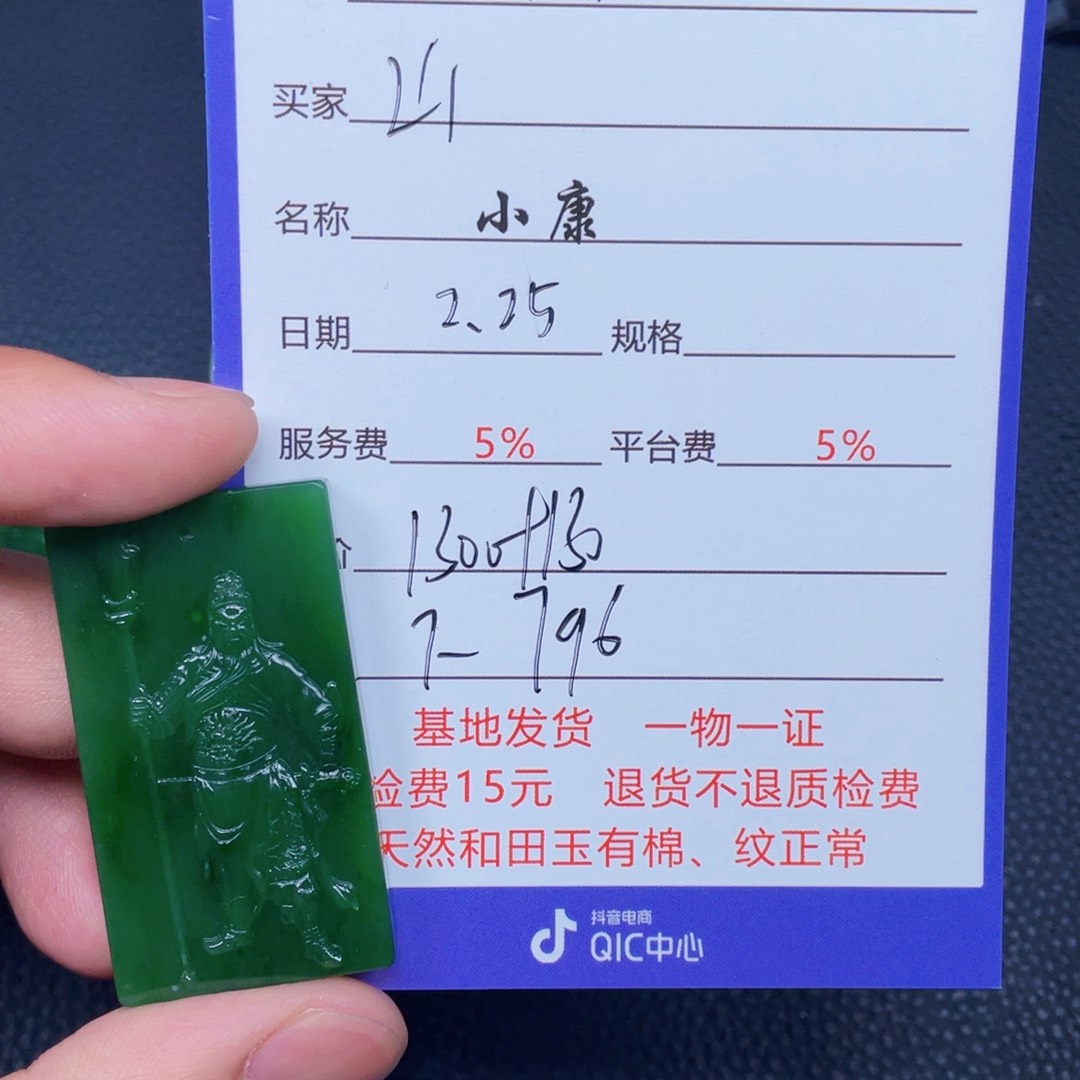 买家 山
名称 小康
日期 2、25 规格
服务费 5% 平台费 5%
价 1300+130
7- 796
基地发货 一物一证
检费15元 退货不退质检费
天然和田玉有棉、纹正常
抖音电商
QIC中心